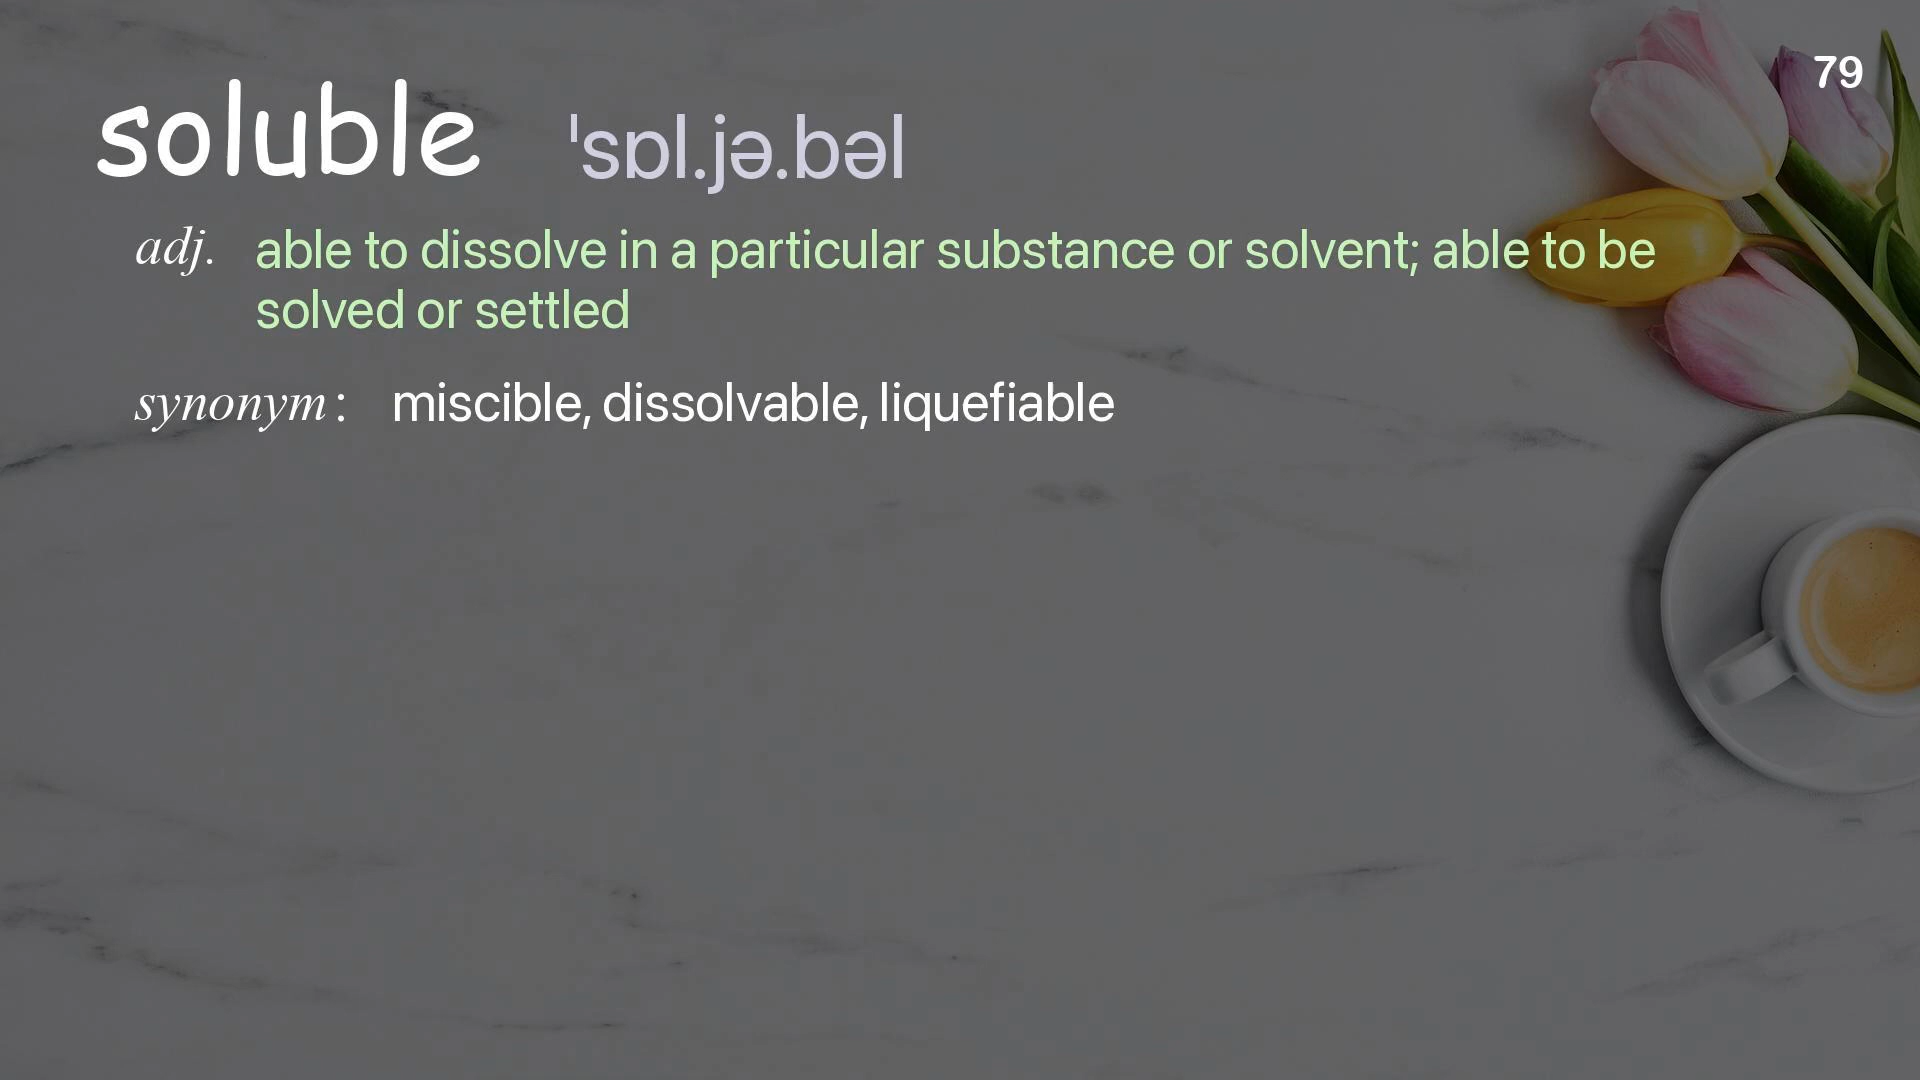 79
soluble ˈsɒl.jə.bəl
adj. able to dissolve in a particular substance or solvent; able to be
solved or settled
synonym: miscible, dissolvable, liquefiable